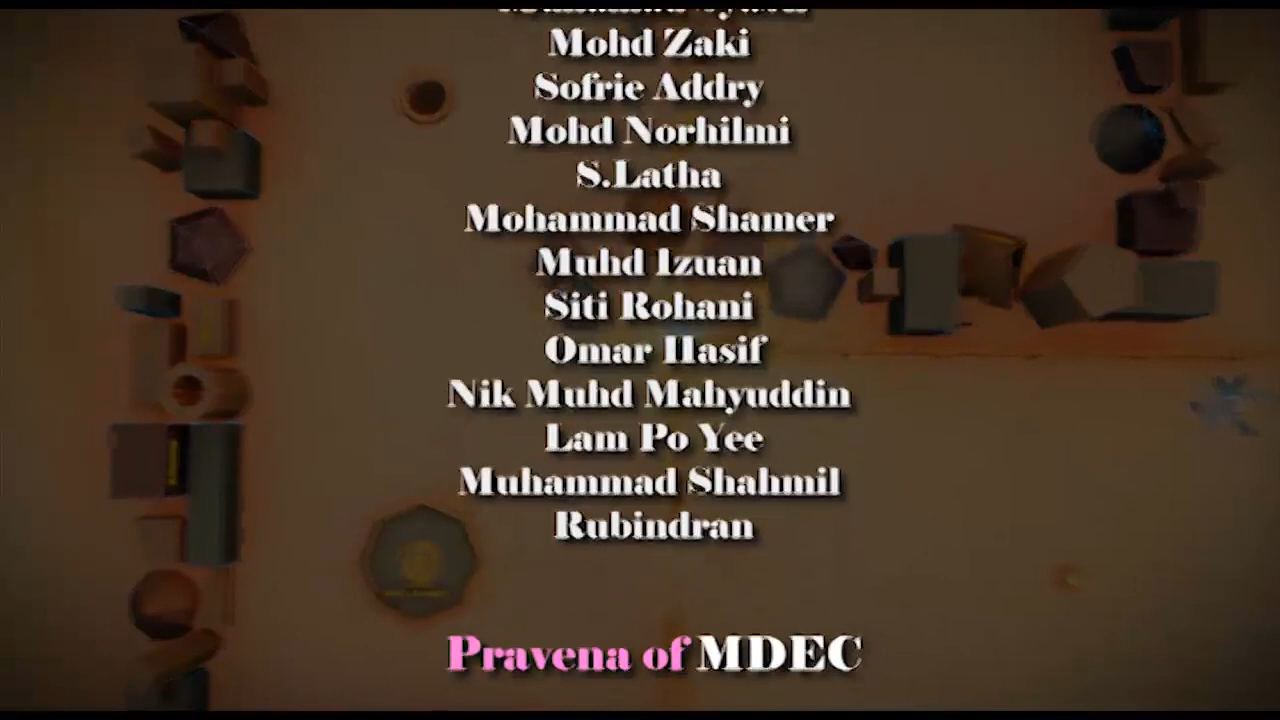 Mohd Zaki
Sofrie Addry
Mohd Norhilmi
S.Latha
Mohammad Shamer
Muhd Izuan
Siti Rohani
Omar Hasif
Nik Muhd Mahyuddin
Lam Po Yee
Muhammad Shahmil
Rubindran
Pravena of MDEC